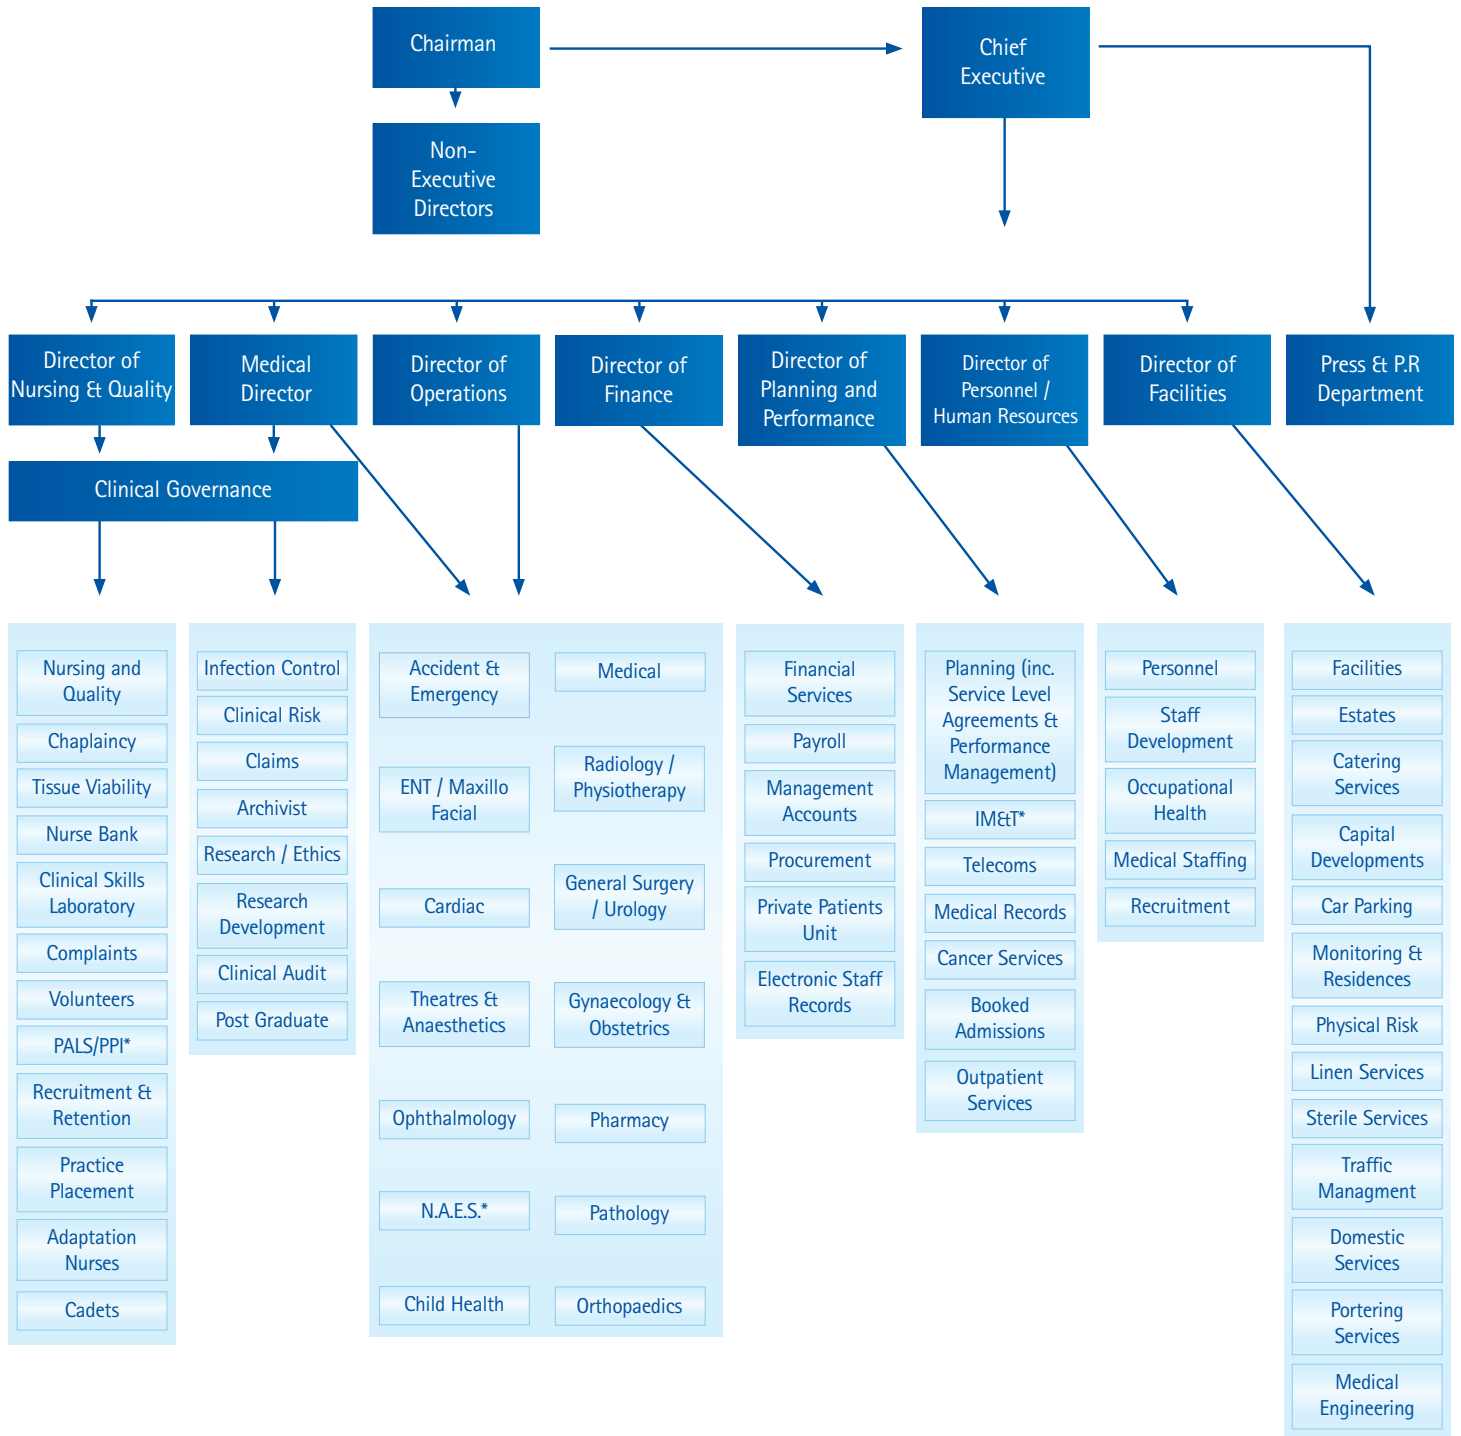 Chairman
Chief
Executive
Non-
Executive
Directors
Director of
Nursing & Quality
Medical
Director
Director of
Operations
Director of
Finance
Director of
Planning and
Performance
Director of
Personnel /
Human Resources
Director of
Facilities
Press & P.R
Department
Clinical Governance
Nursing and
Quality
Chaplaincy
Tissue Viability
Nurse Bank
Clinical Skills
Laboratory
Complaints
Volunteers
PALS/PPI*
Recruitment &
Retention
Practice
Placement
Adaptation
Nurses
Cadets
Infection Control
Clinical Risk
Claims
Archivist
Research / Ethics
Research
Development
Clinical Audit
Post Graduate
Accident &
Emergency
ENT / Maxillo
Facial
Cardiac
Theatres &
Anaesthetics
Ophthalmology
N.A.E.S.*
Child Health
Medical
Radiology /
Physiotherapy
General Surgery
/ Urology
Gynaecology &
Obstetrics
Pharmacy
Pathology
Orthopaedics
Financial
Services
Payroll
Management
Accounts
Procurement
Private Patients
Unit
Electronic Staff
Records
Planning (inc.
Service Level
Agreements &
Performance
Management)
IM&T*
Telecoms
Medical Records
Cancer Services
Booked
Admissions
Outpatient
Services
Personnel
Staff
Development
Occupational
Health
Medical Staffing
Recruitment
Facilities
Estates
Catering
Services
Capital
Developments
Car Parking
Monitoring &
Residences
Physical Risk
Linen Services
Sterile Services
Traffic
Managment
Domestic
Services
Portering
Services
Medical
Engineering